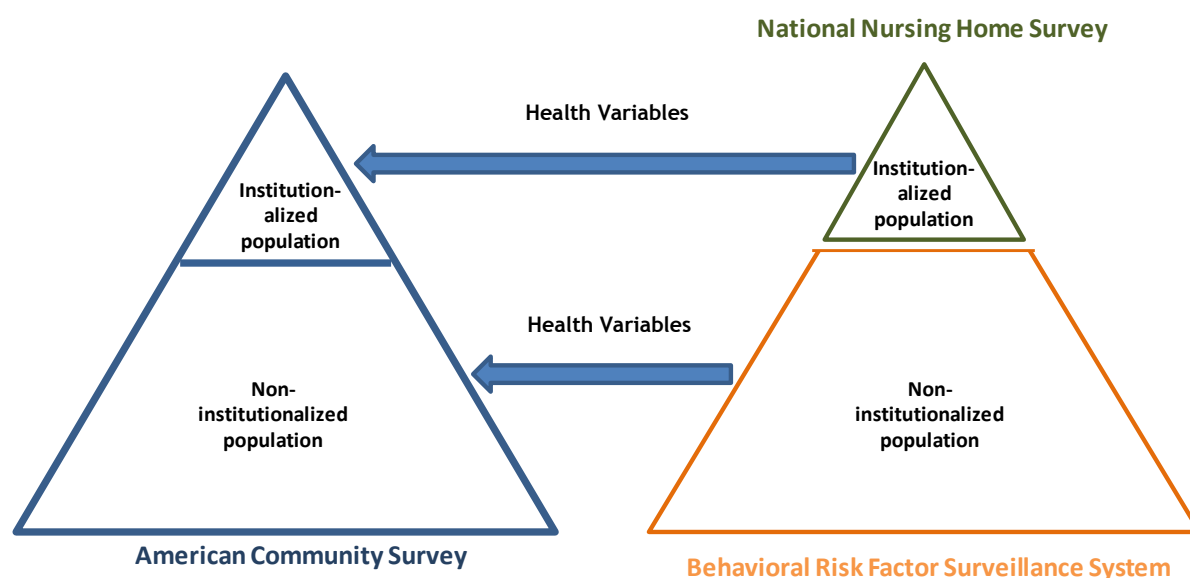 National Nursing Home Survey
Health Variables
Institution-
alized
population
Institution-
alized
population
Health Variables
Non-
institutionalized
population
Non-
institutionalized
population
American Community Survey
Behavioral Risk Factor Surveillance System